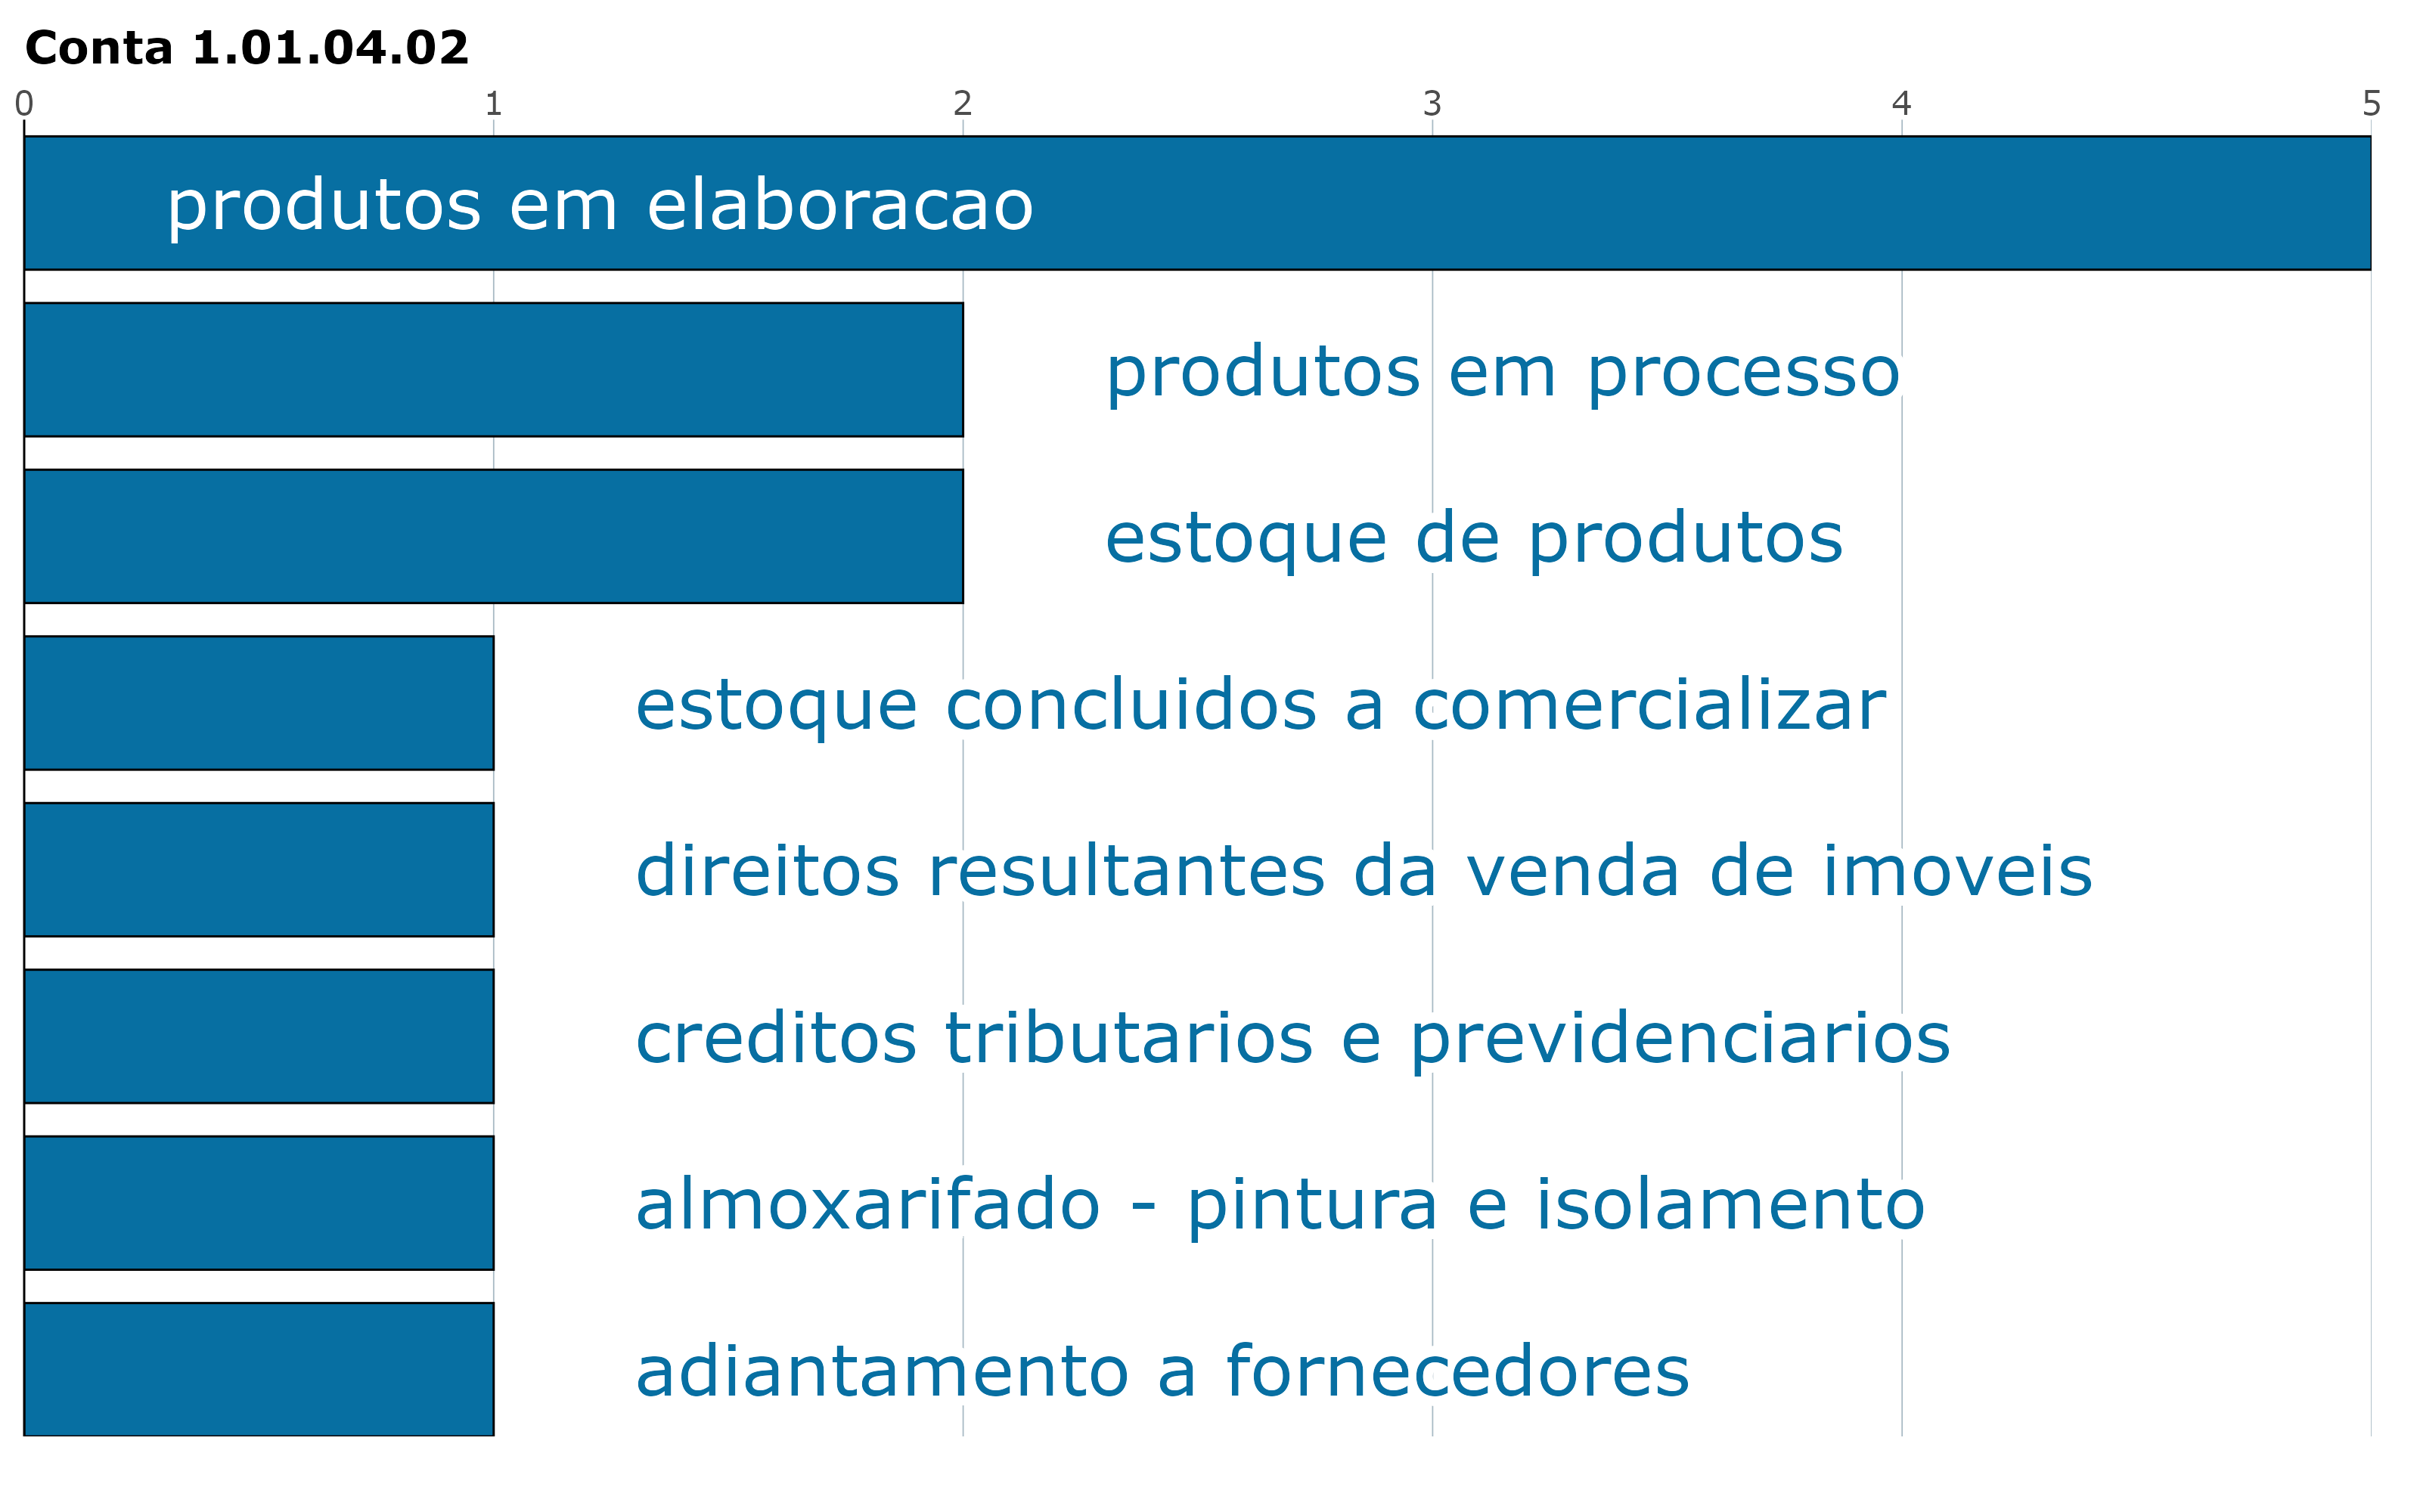 Conta 1.01.04.02
0 1 2 3 4 5
produtos em elaboracao
produtos em processo
estoque de produtos
estoque concluidos a comercializar
direitos resultantes da venda de imoveis
creditos tributarios e previdenciarios
almoxarifado - pintura e isolamento
adiantamento a fornecedores